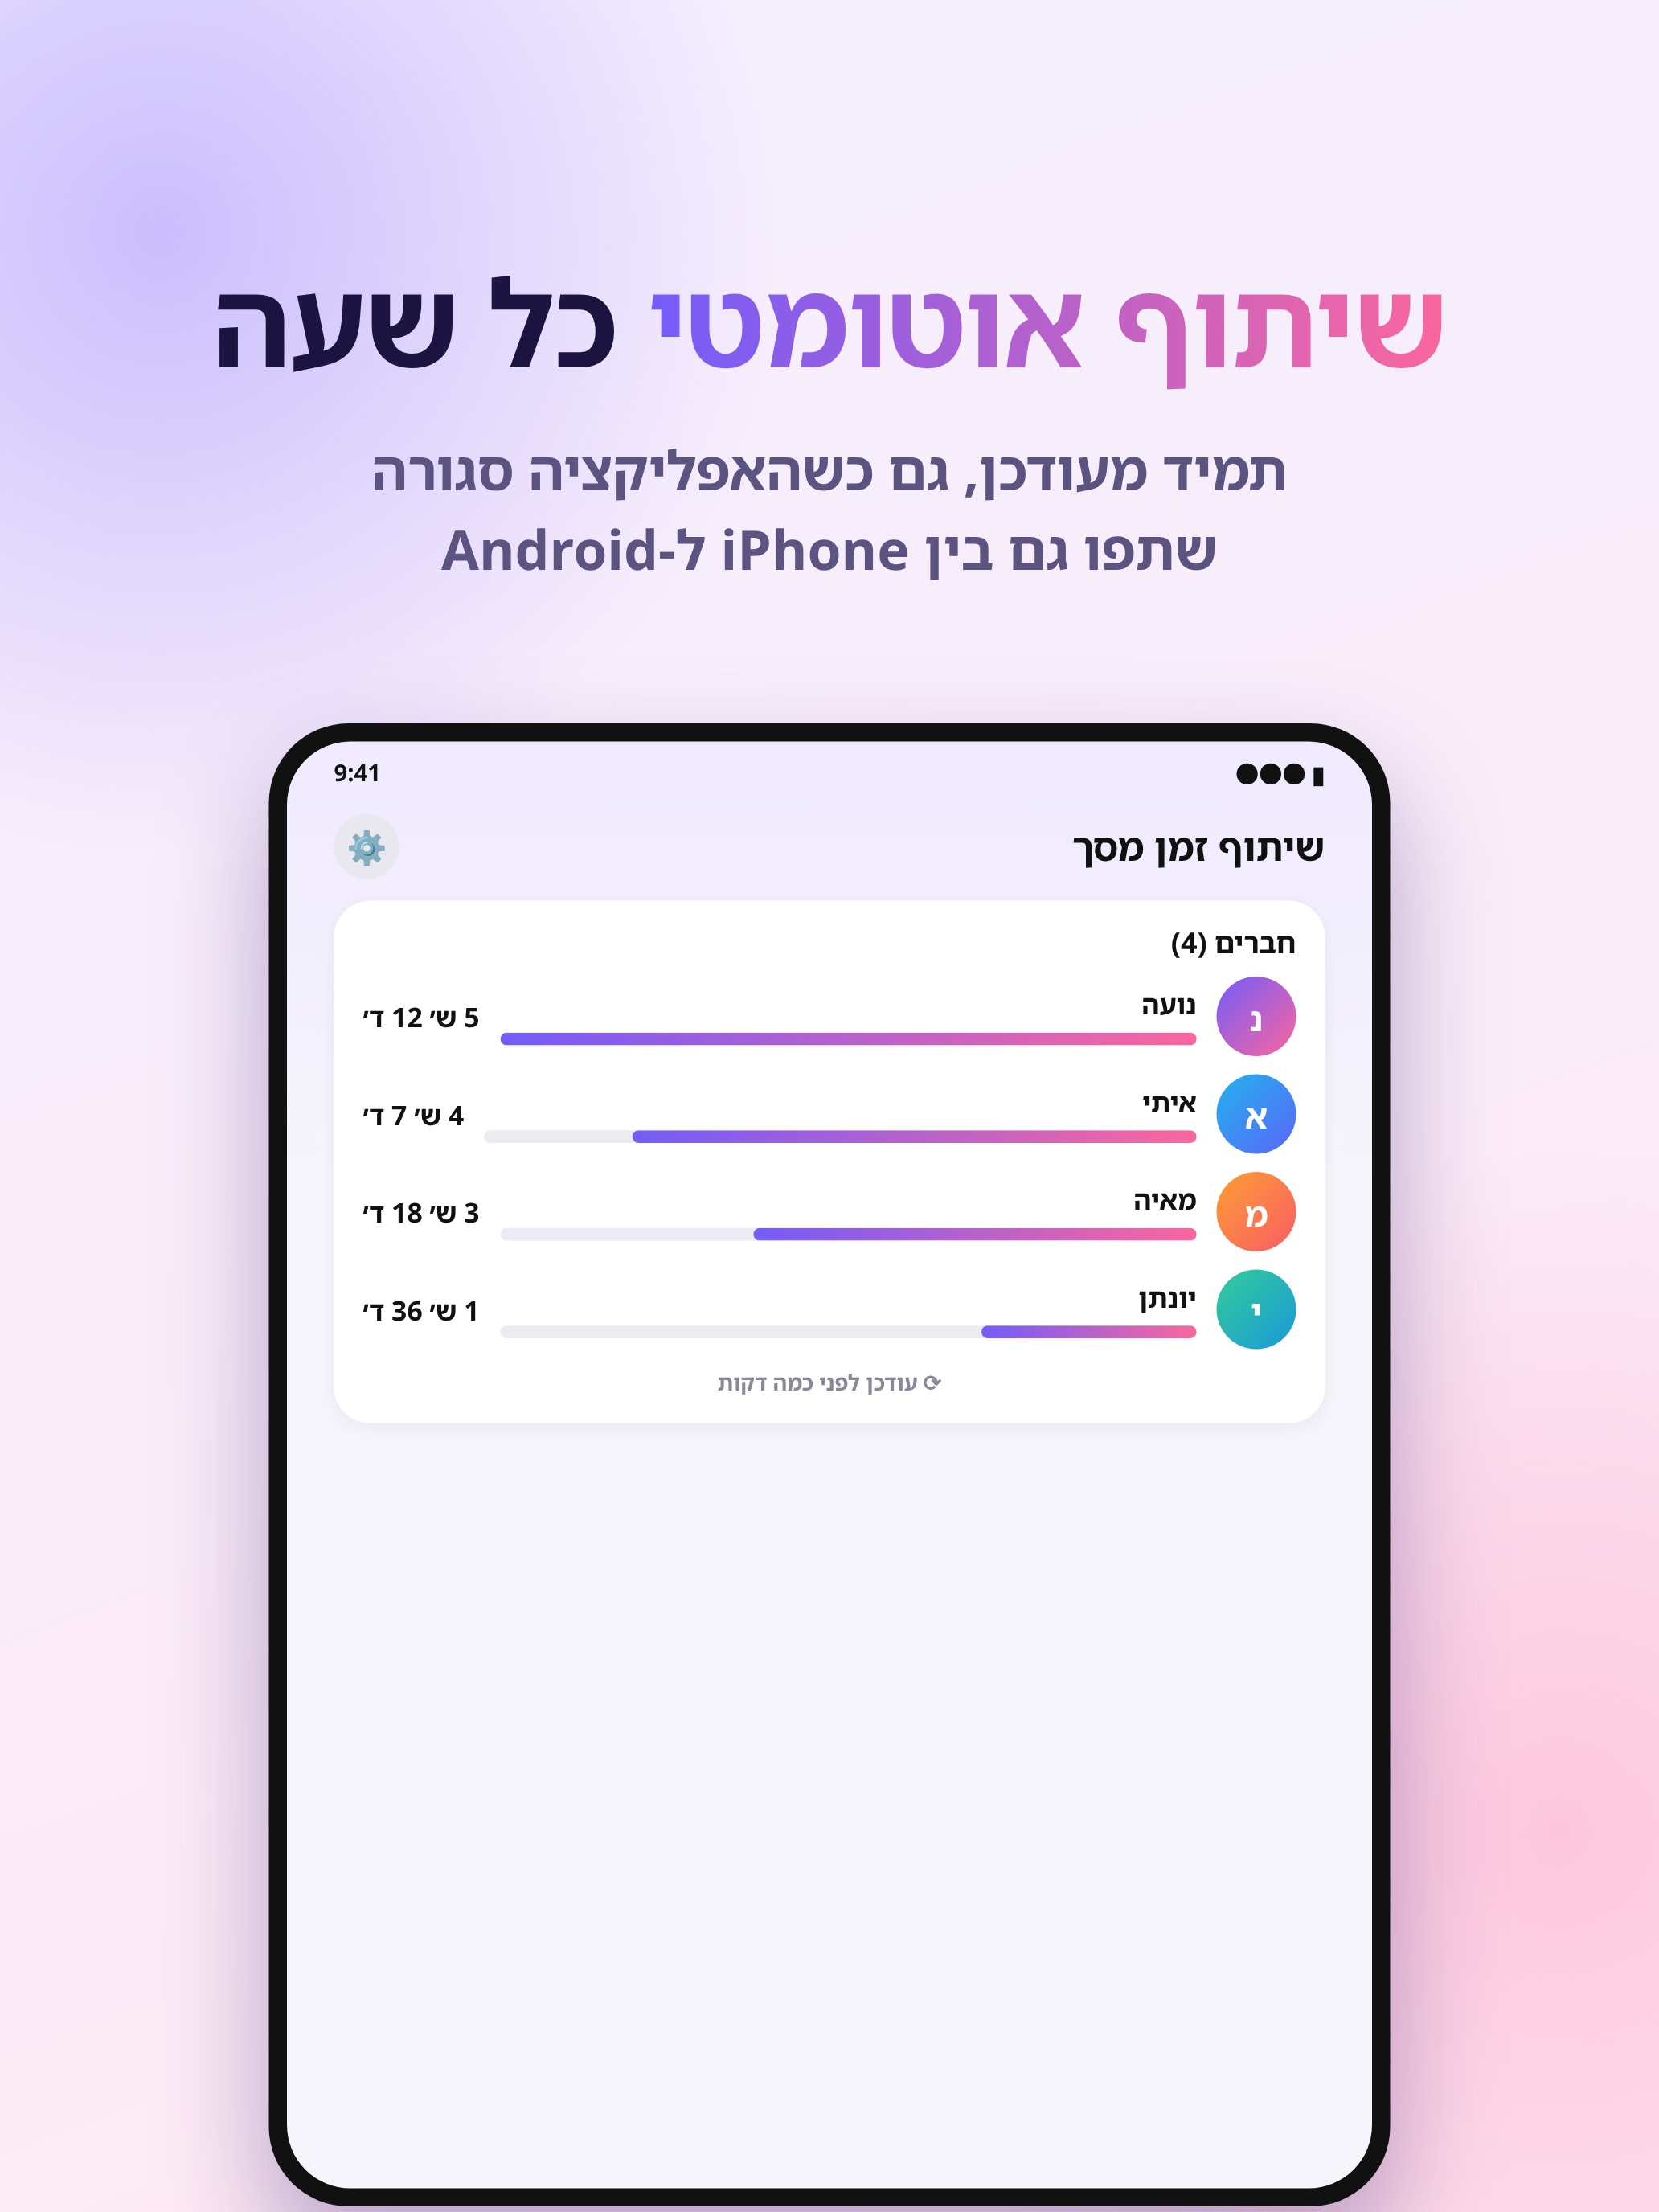 שיתוף אוטומטי כל שעה
תמיד מעודכן, גם כשהאפליקציה סגורה
שתפו גם בין iPhone ל-Android
9:41
שיתוף זמן מסך
חברים (4)
נ
נועה
5 ש׳ 12 ד׳
א
איתי
4 ש׳ 7 ד׳
מ
מאיה
3 ש׳ 18 ד׳
י
יונתן
1 ש׳ 36 ד׳
⟳ עודכן לפני כמה דקות